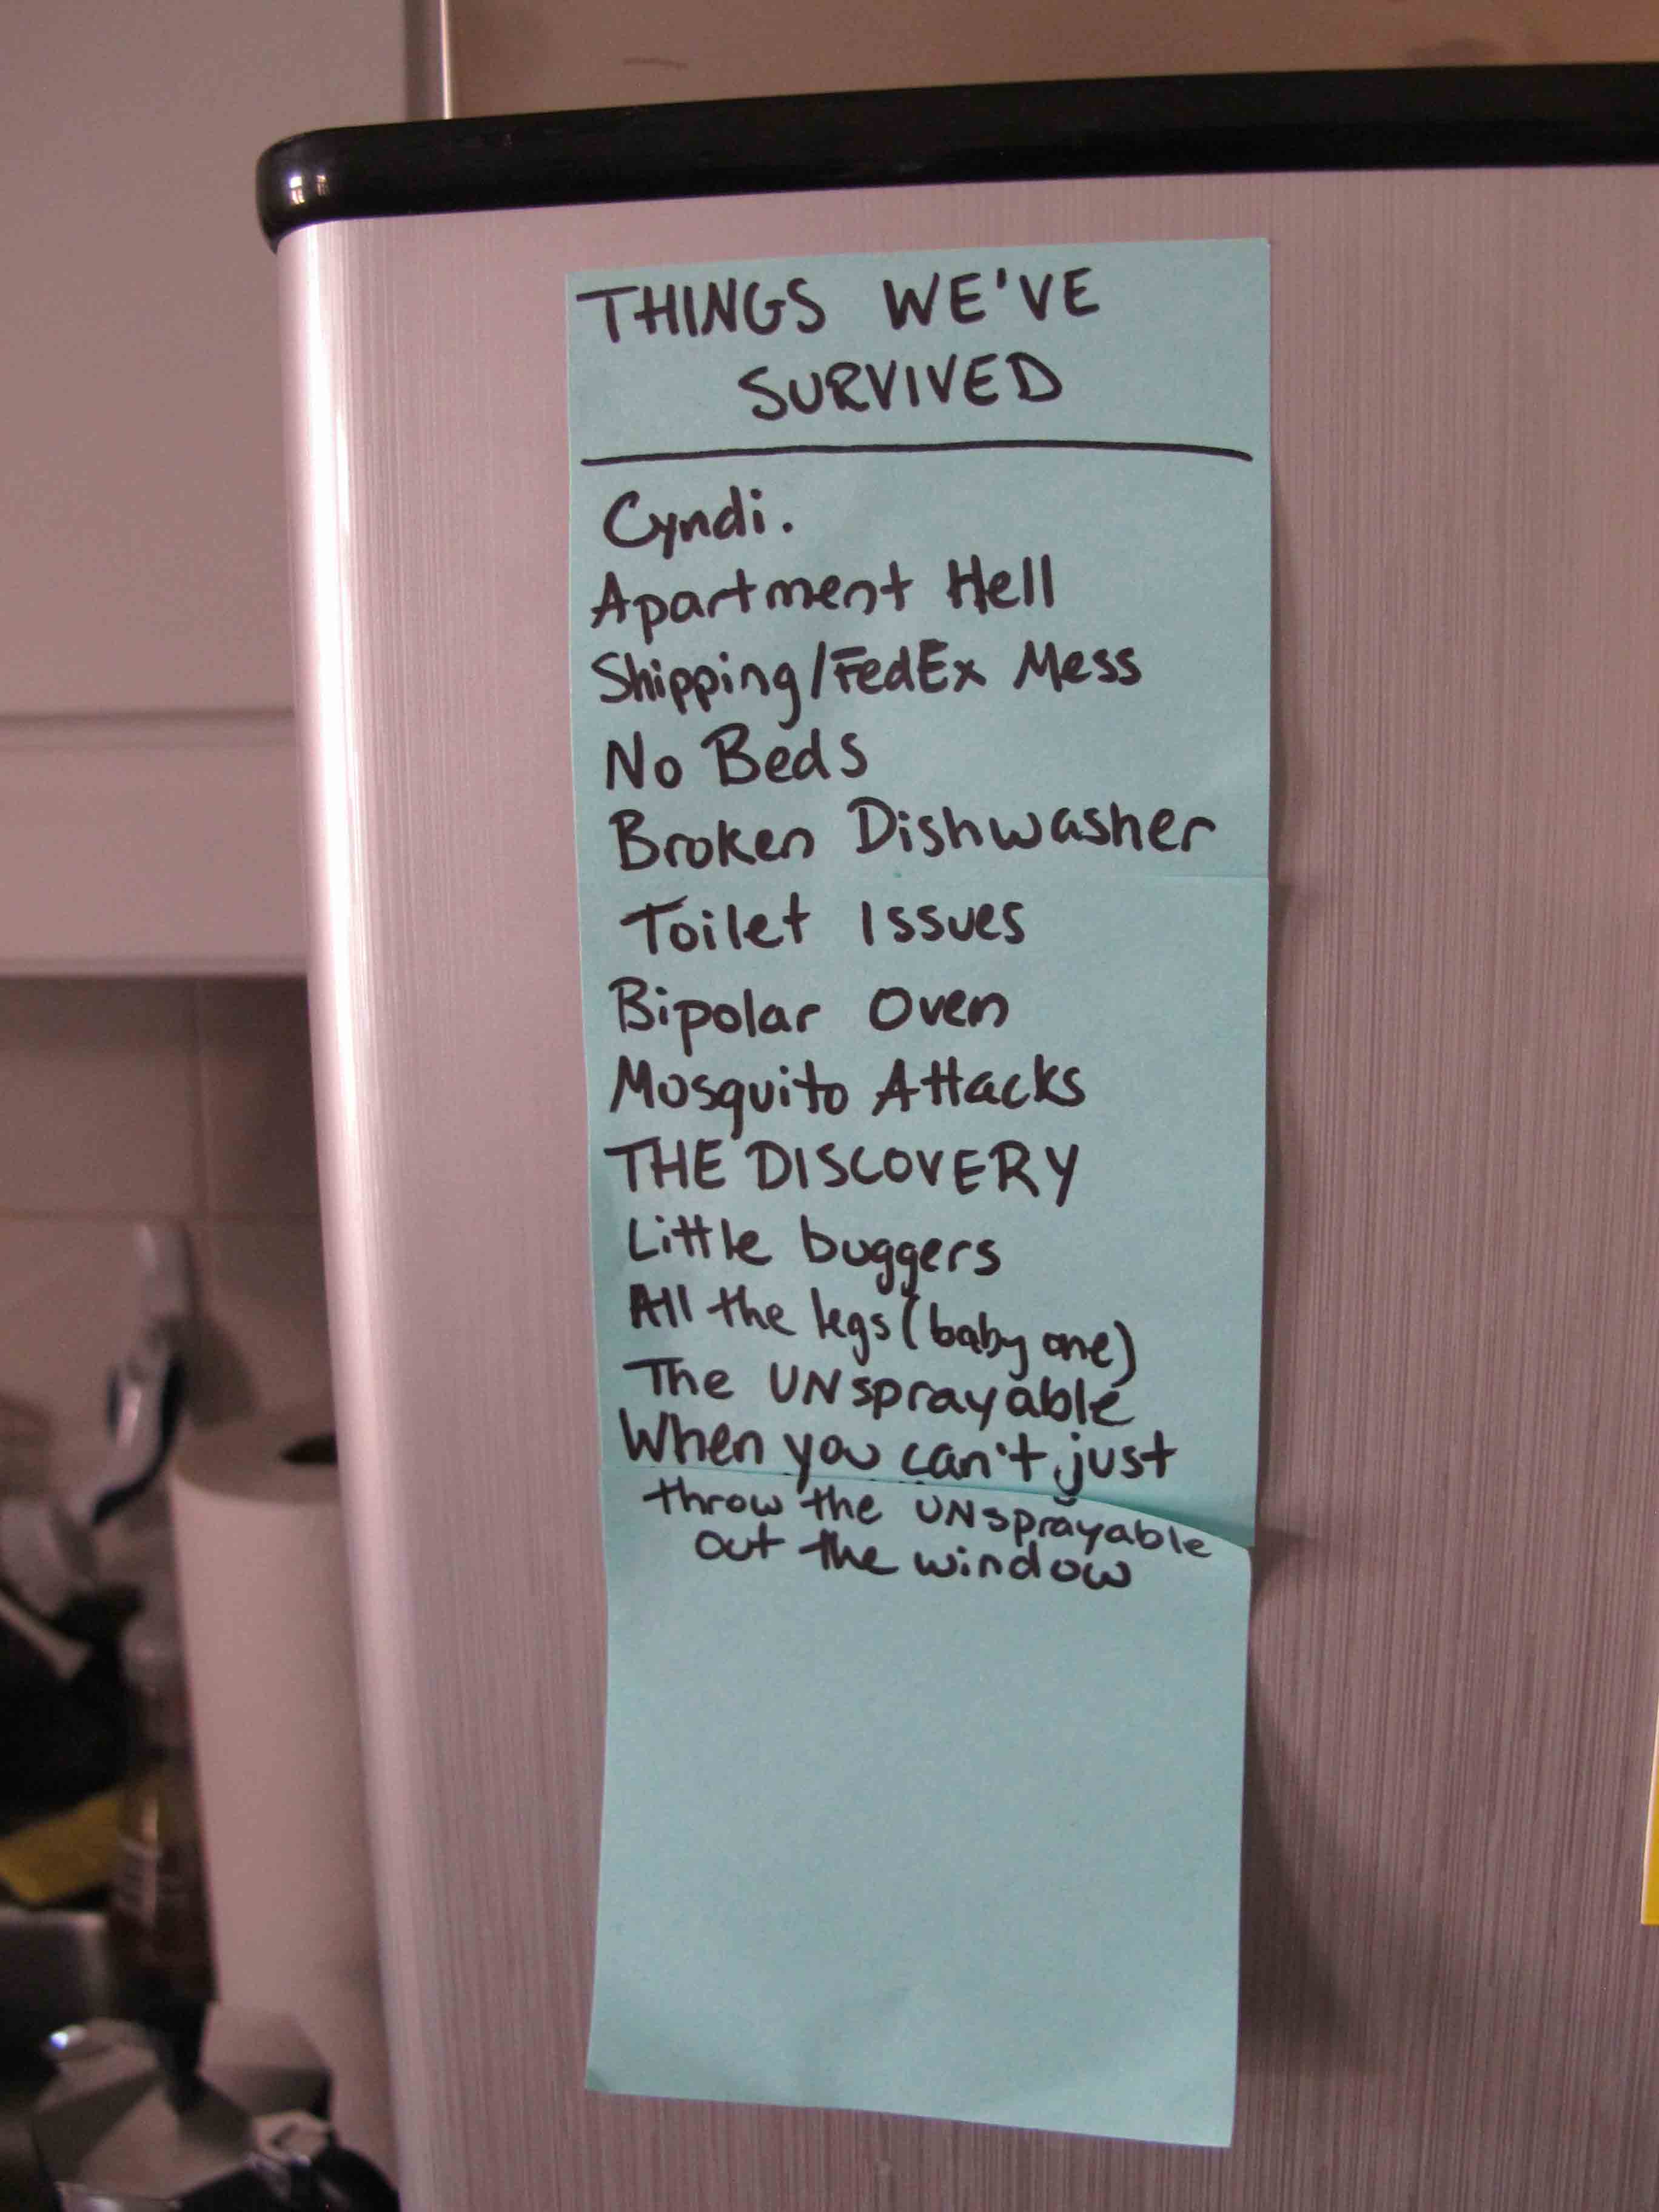 THINGS WE'VE
SURVIVED
Cyndi.
Apartment Hell
Shipping/FedEx Mess
No Beds
Broken Dishwasher
Toilet Issues
Bipolar Oven
Mosquito Attacks
THE DISCOVERY
Little buggers
All the legs (baby one)
The UNsprayable
When you can't just
throw the UNsprayable
out the window